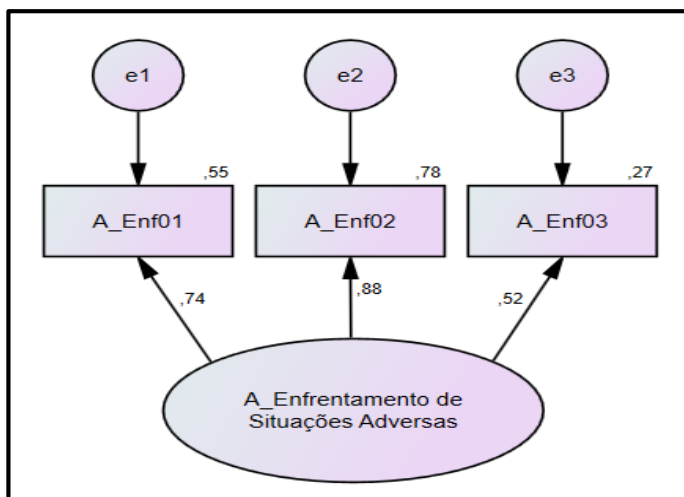 e1
e2
e3
,55
,78
,27
A_Enf01
A_Enf02
A_Enf03
,74
,88
,52
A_Enfrentamento de
Situações Adversas